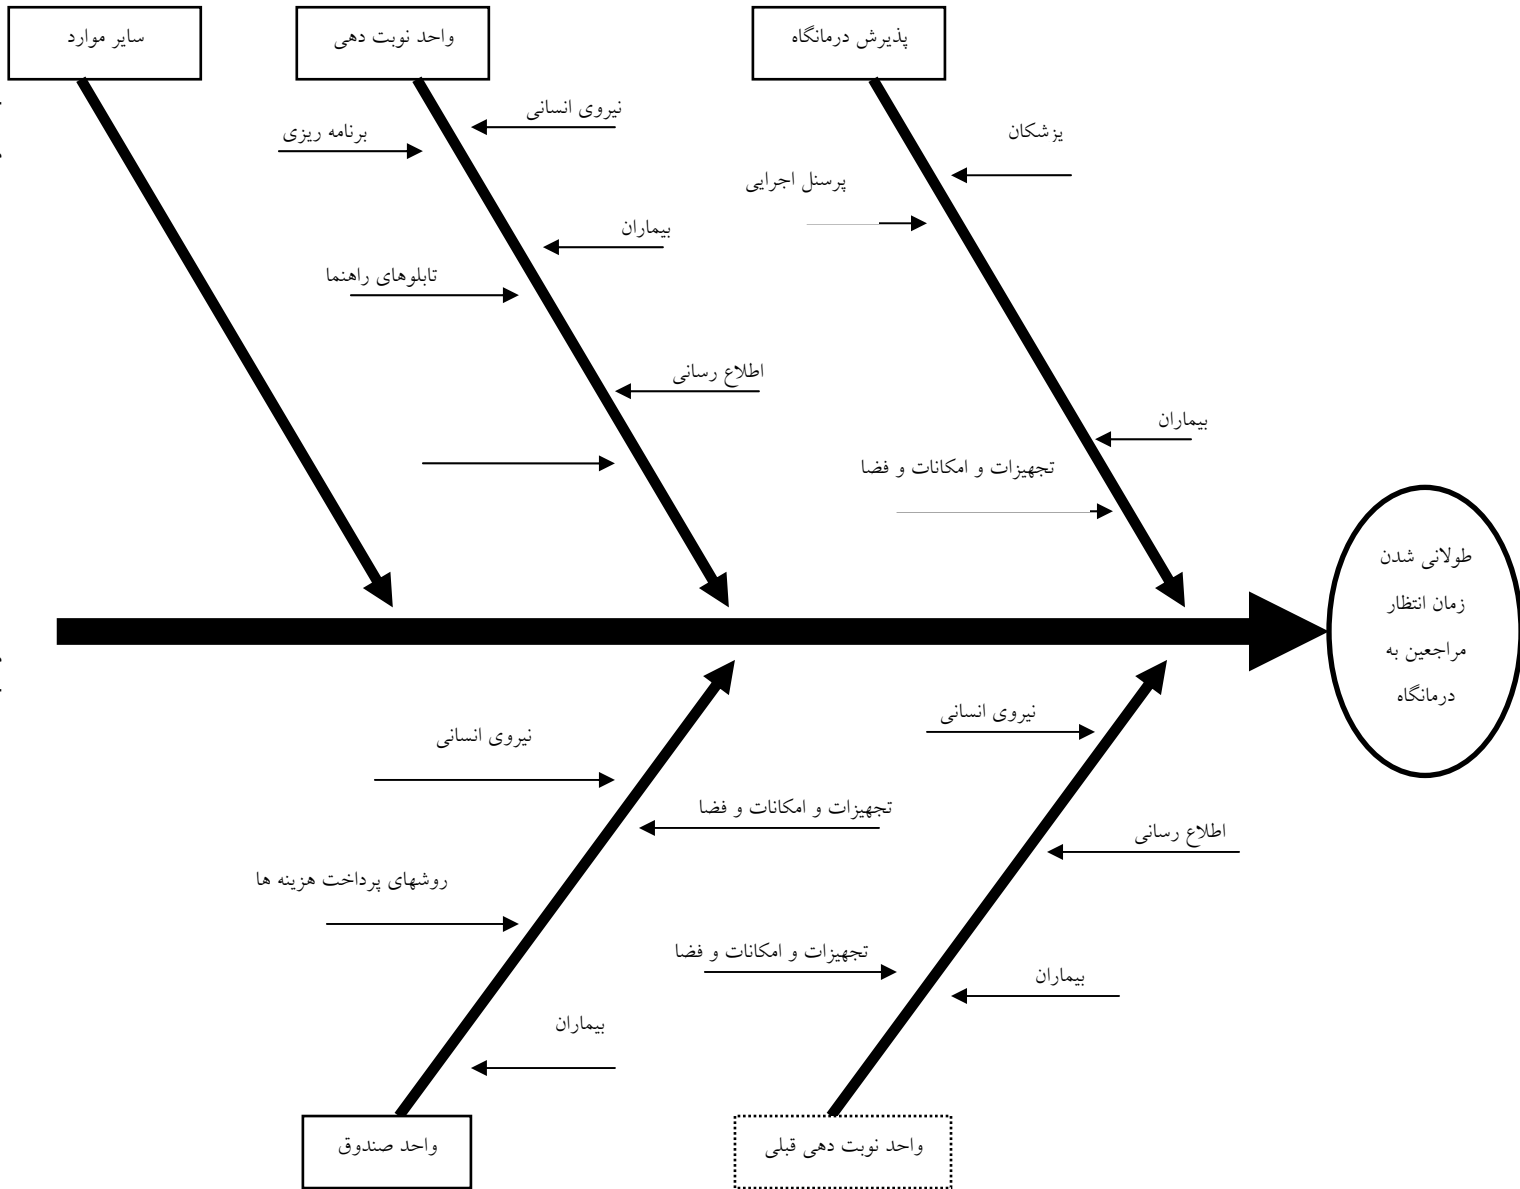 پذیرش درمانگاه
واحد نوبت دهی
سایر موارد
نیروی انسانی
برنامه ریزی
پزشکان
پرسنل اجرایی
بیماران
تابلوهای راهنما
اطلاع رسانی
بیماران
تجهیزات و امکانات و فضا
طولانی شدن
زمان انتظار
مراجعین به
درمانگاه
نیروی انسانی
نیروی انسانی
تجهیزات و امکانات و فضا
اطلاع رسانی
روشهای پرداخت هزینه ها
تجهیزات و امکانات و فضا
بیماران
بیماران
واحد نوبت دهی قبلی
واحد صندوق